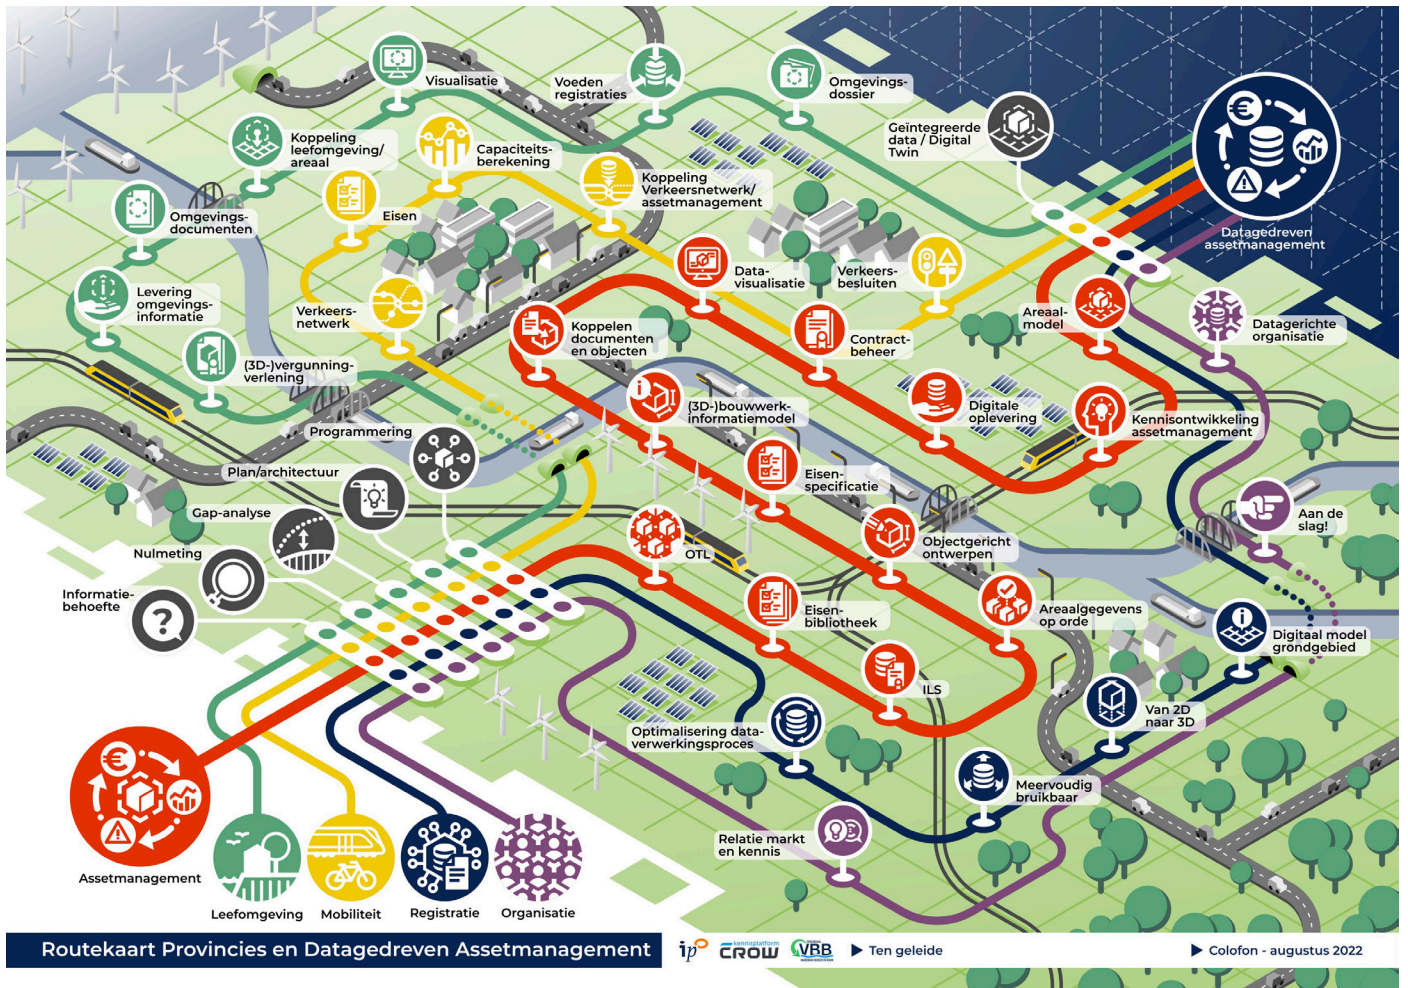 Visualisatie
Voeden
registraties
Omgevings-
dossier
Koppeling
leefomgeving/
areaal
Capaciteits-
berekening
Geïntegreerde
data / Digital
Twin
Koppeling
Verkeersnetwerk/
assetmanagement
Eisen
Omgevings-
documenten
Datagedreven
assetmanagement
Data-
visualisatie
Verkeers-
besluiten
Levering
omgevings-
informatie
Verkeers-
netwerk
Koppelen
documenten
en objecten
Contract-
beheer
Areaal-
model
Datagerichte
organisatie
(3D-)vergunning-
verlening
(3D-)bouwwerk-
informatiemodel
Digitale
oplevering
Kennisontwikkeling
assetmanagement
Programmering
Plan/architectuur
Eisen-
specificatie
Gap-analyse
Aan de
slag!
Nulmeting
OTL
Objectgericht
ontwerpen
Informatie-
behoefte
?
Eisen-
bibliotheek
Areaalgegevens
op orde
Digitaal model
grondgebied
ILS
Van 2D
naar 3D
Optimalisering data-
verwerkingsproces
Meervoudig
bruikbaar
Relatie markt
en kennis
Assetmanagement
Leefomgeving
Mobiliteit
Registratie
Organisatie
Routekaart Provincies en Datagedreven Assetmanagement
ipo
kennisplatform
CROW
VBB
Ten geleide
Colofon - augustus 2022